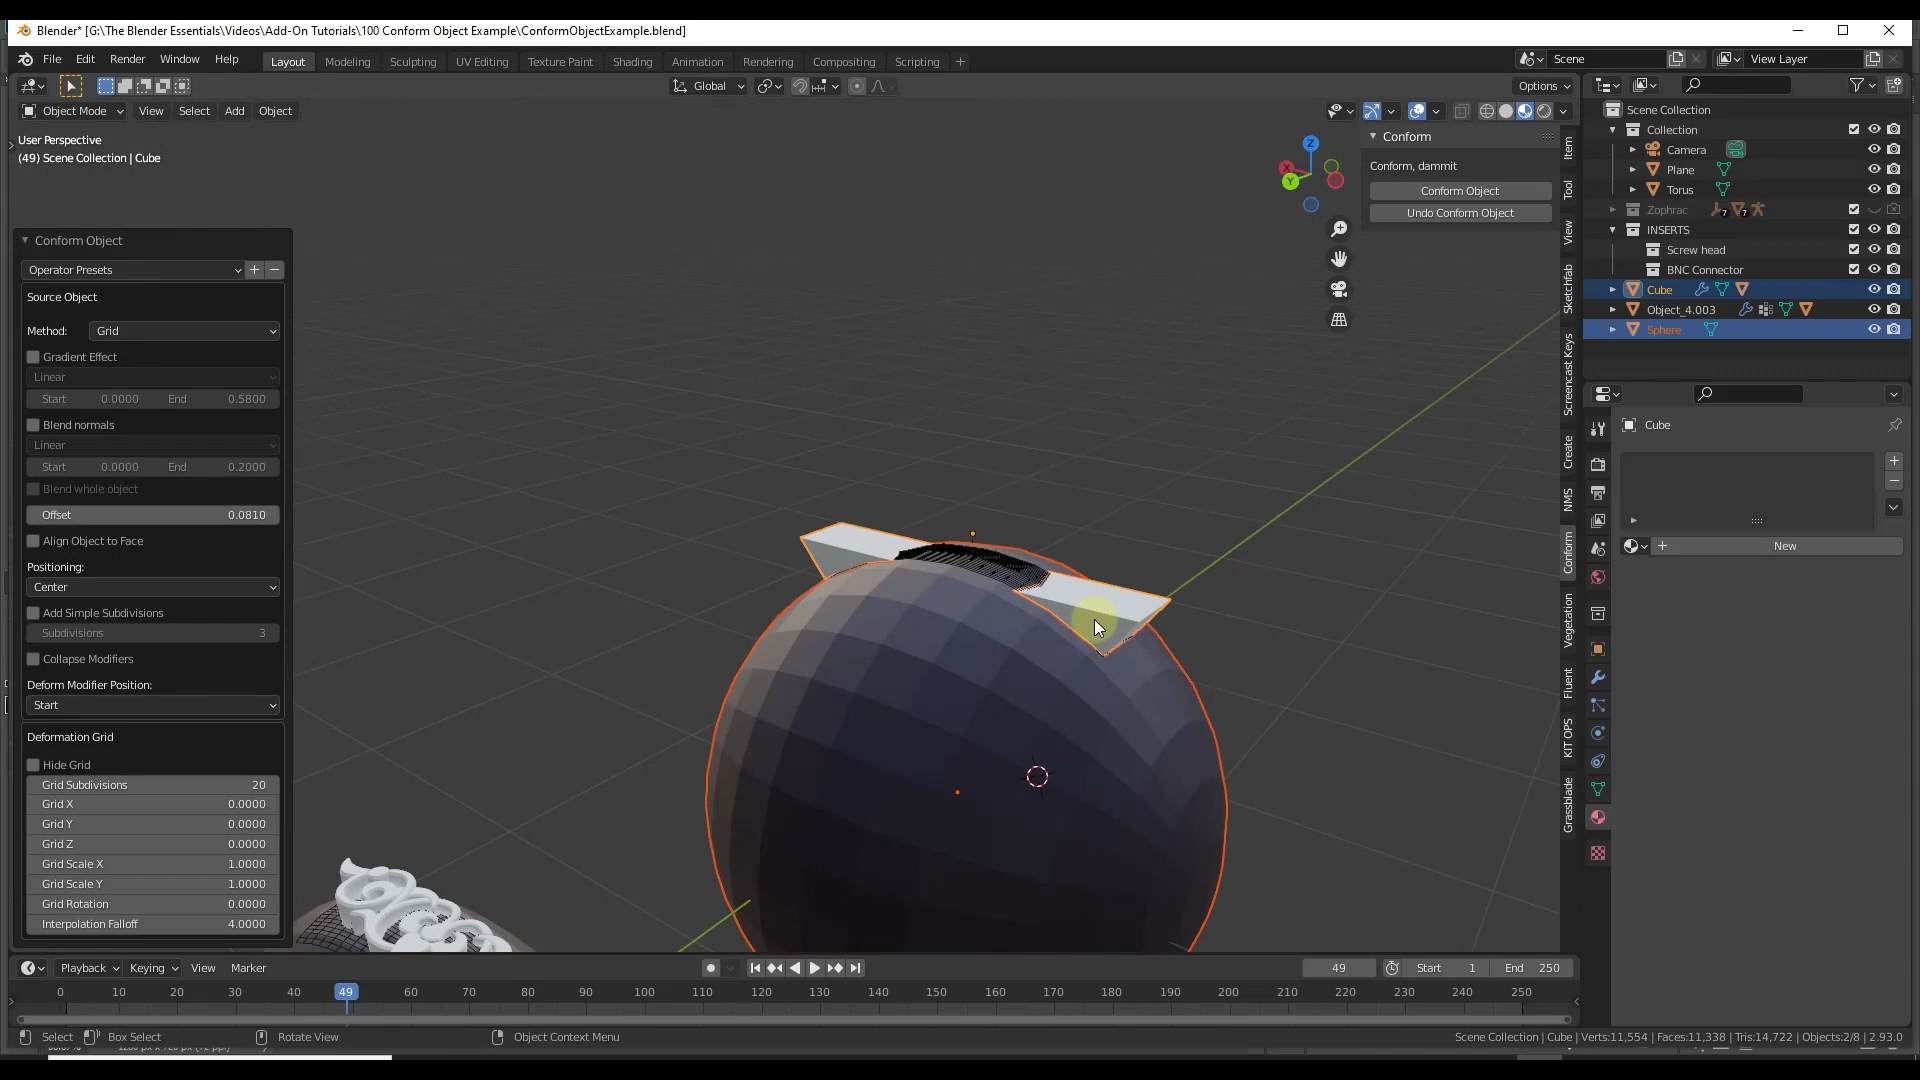 Blender* [G:\The Blender Essentials\Videos\Add-On Tutorials\100 Conform Object Example\ConformObjectExample.blend]
File Edit Render Window Help
Layout Modeling Sculpting UV Editing Texture Paint Shading Animation Rendering Compositing Scripting +
Scene
View Layer
Global
Options
Object Mode View Select Add Object
User Perspective
(49) Scene Collection | Cube
Conform Object
Operator Presets
Source Object
Method: Grid
Gradient Effect
Linear
Start 0.0000 End 0.5800
Blend normals
Linear
Start 0.0000 End 0.2000
Blend whole object
Offset 0.0810
Align Object to Face
Positioning:
Center
Add Simple Subdivisions
Subdivisions 3
Collapse Modifiers
Deform Modifier Position:
Start
Deformation Grid
Hide Grid
Grid Subdivisions 20
Grid X 0.0000
Grid Y 0.0000
Grid Z 0.0000
Grid Scale X 1.0000
Grid Scale Y 1.0000
Grid Rotation 0.0000
Interpolation Falloff 4.0000
Z
X
Y
Conform
Conform, dammit
Conform Object
Undo Conform Object
Item
Tool
View
Sketchfab
Screencast Keys
Create
NMS
Conform
Vegetation
Fluent
KIT OPS
Grassblade
Scene Collection
Collection
Camera
Plane
Torus
Zophrac 7 7
INSERTS
Screw head
BNC Connector
Cube
Object_4.003
Sphere
Cube
New
Playback Keying View Marker
49 Start 1 End 250
0 10 20 30 40 49 60 70 80 90 100 110 120 130 140 150 160 170 180 190 200 210 220 230 240 250
Select Box Select Rotate View Object Context Menu
Scene Collection | Cube | Verts:11,554 | Faces:11,338 | Tris:14,722 | Objects:2/8 | 2.93.0